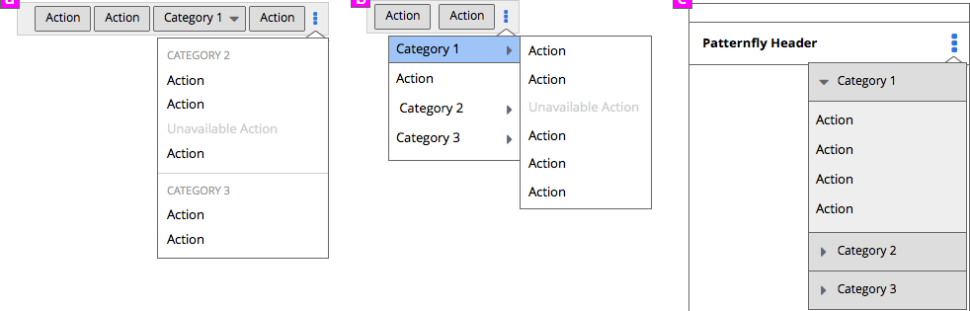 a
Action Action Category 1 Action
CATEGORY 2
Action
Action
Unavailable Action
Action
CATEGORY 3
Action
Action
b
Action Action
Category 1
Action
Category 2
Category 3
Action
Action
Unavailable Action
Action
Action
Action
c
Patternfly Header
Category 1
Action
Action
Action
Action
Category 2
Category 3